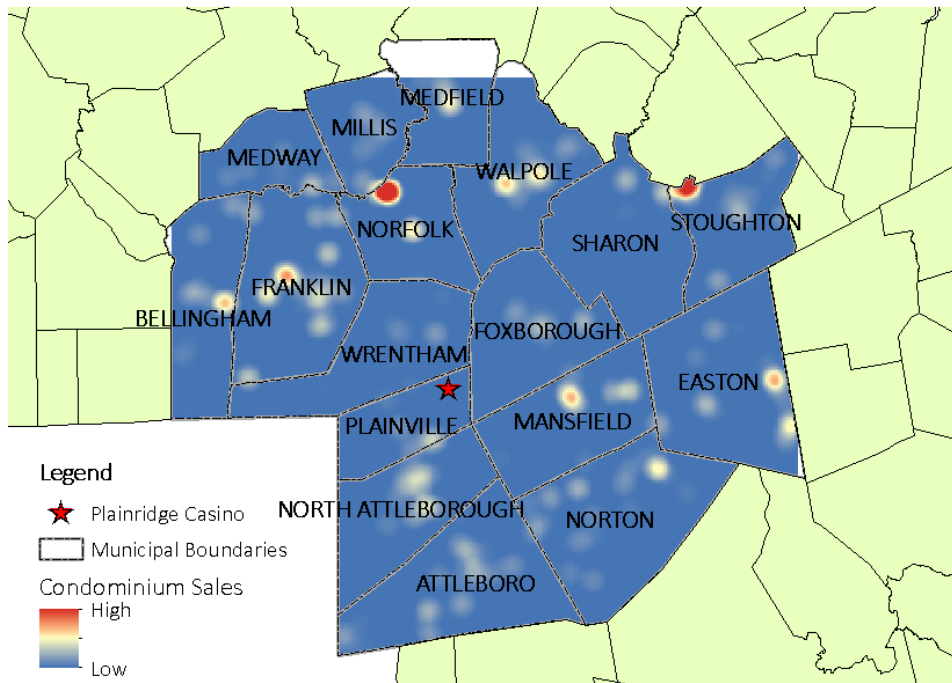 MEDFIELD
MILLIS
MEDWAY
WALPOLE
NORFOLK
STOUGHTON
SHARON
FRANKLIN
BELLINGHAM
FOXBOROUGH
WRENTHAM
EASTON
MANSFIELD
PLAINVILLE
NORTH ATTLEBOROUGH
NORTON
ATTLEBORO
Legend
Plainridge Casino
Municipal Boundaries
Condominium Sales
High
Low